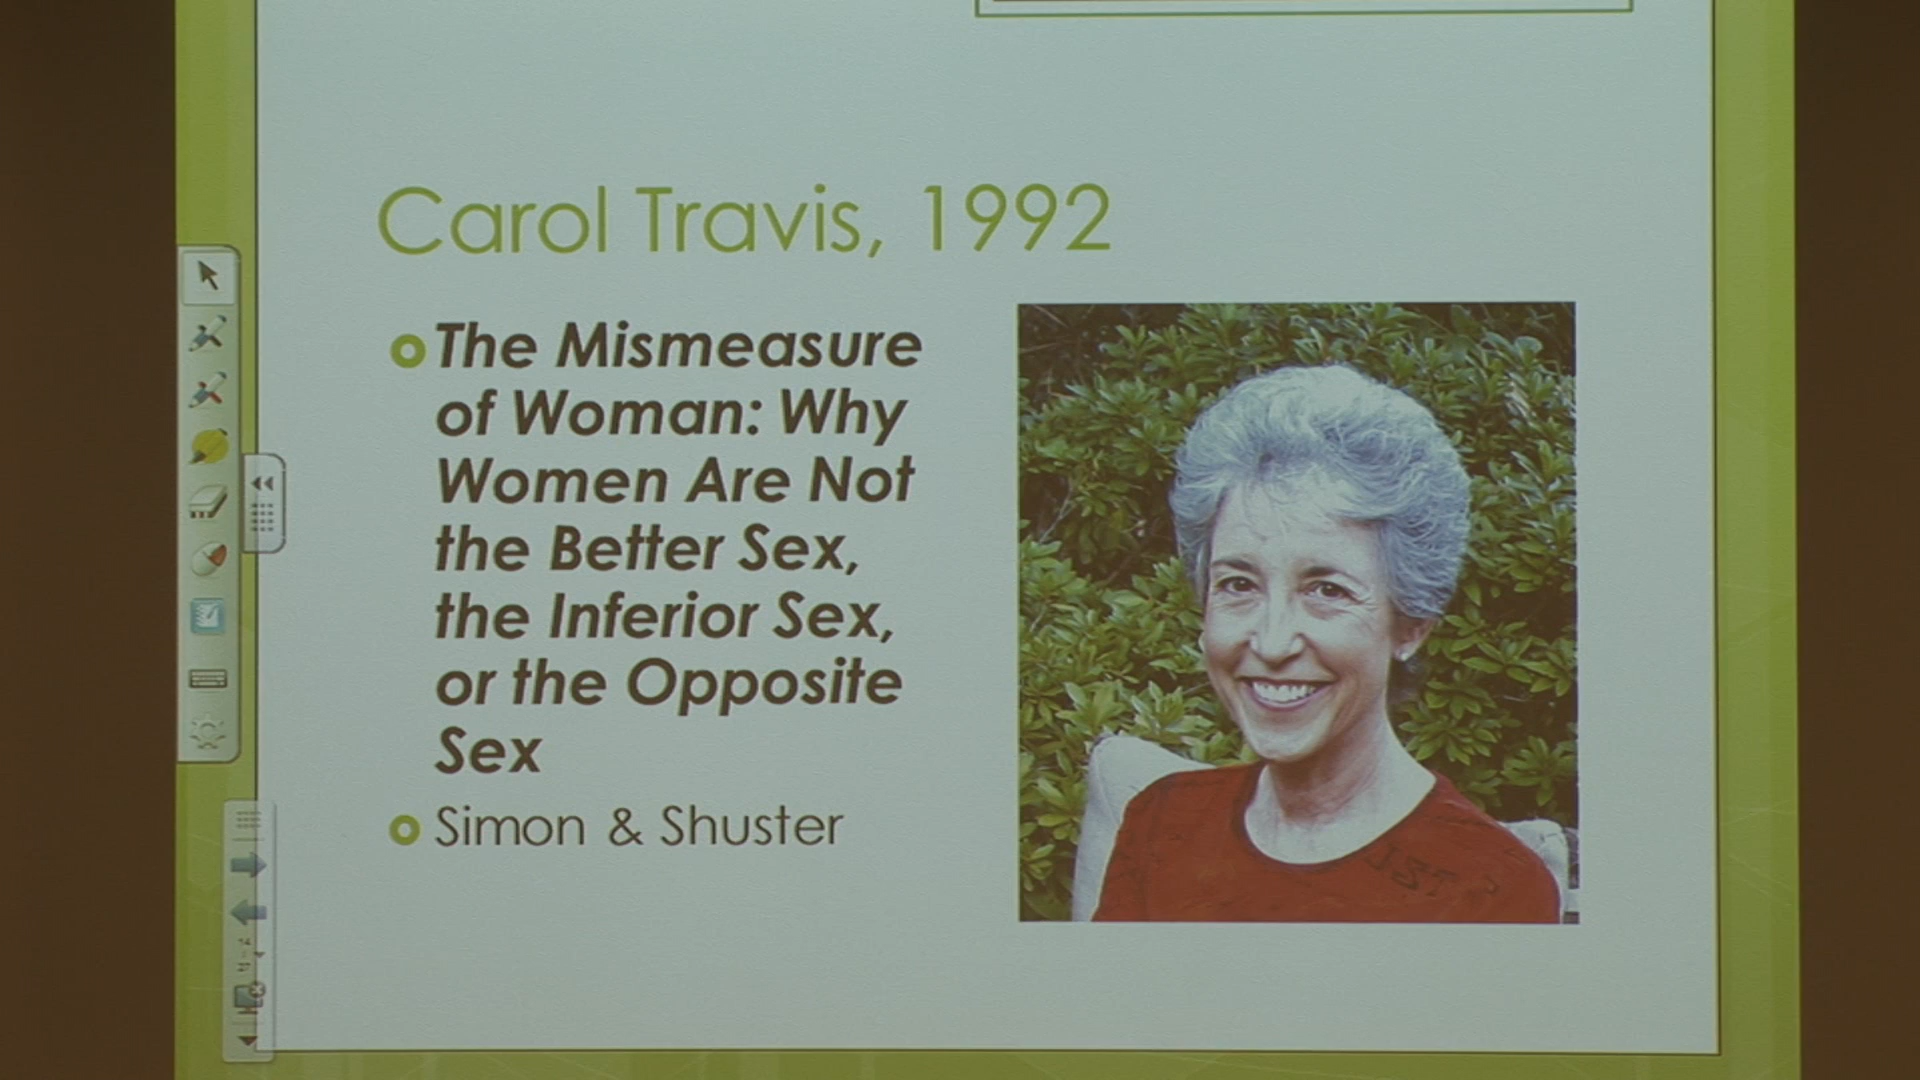 Carol Travis, 1992
The Mismeasure
of Woman: Why
Women Are Not
the Better Sex,
the Inferior Sex,
or the Opposite
Sex
Simon & Shuster